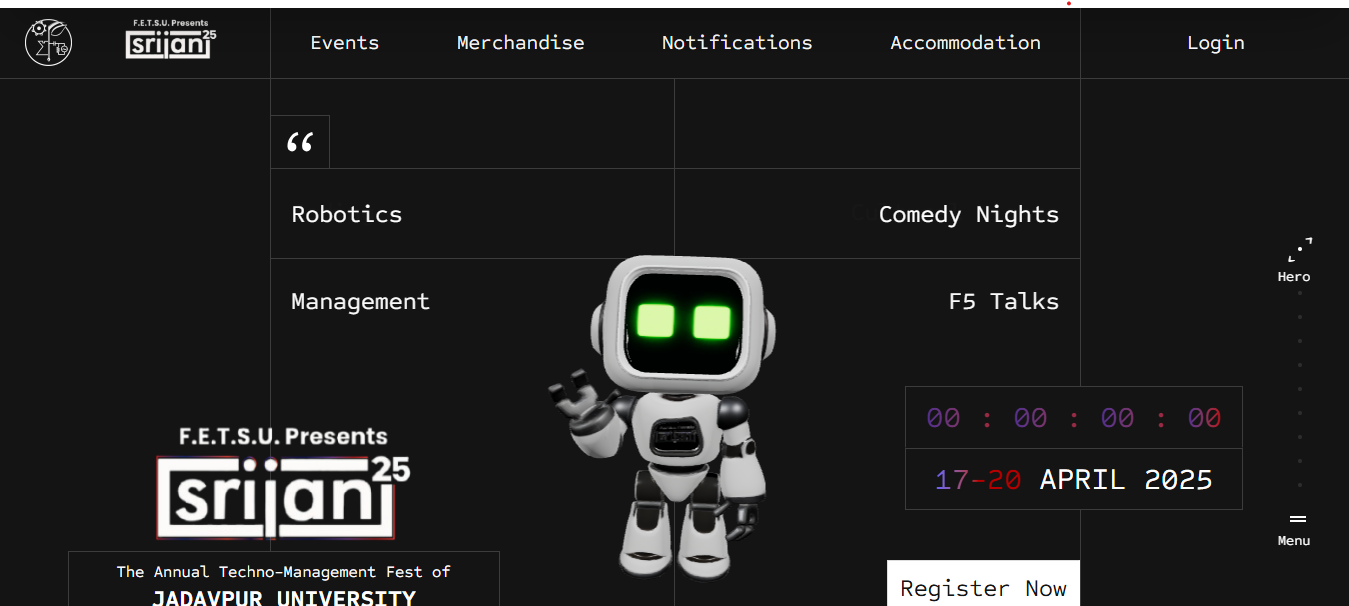 F.E.T.S.U. Presents
srijan 25
Events Merchandise Notifications Accommodation Login
“
Robotics Comedy Nights
Management F5 Talks
Hero
srijan
00 : 00 : 00 : 00
17-20 APRIL 2025
F.E.T.S.U. Presents
srijan 25
Menu
The Annual Techno-Management Fest of
JADAVPUR UNIVERSITY
Register Now